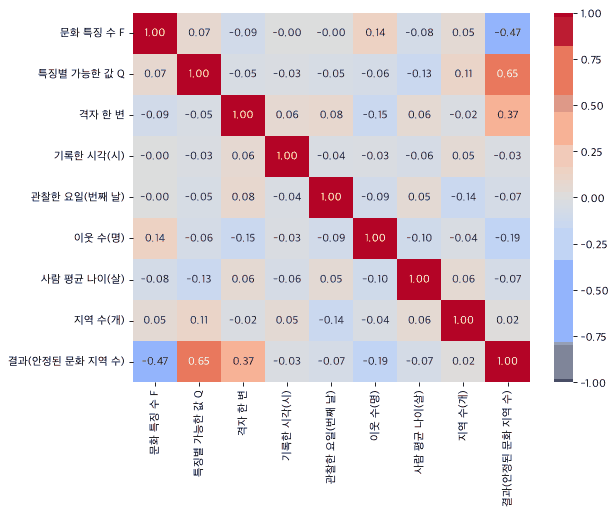 문화 특징 수 F 1.00 0.07 -0.09 -0.00 -0.00 0.14 -0.08 0.05 -0.47
특징별 가능한 값 Q 0.07 1.00 -0.05 -0.03 -0.05 -0.06 -0.13 0.11 0.65
격자 한 변 -0.09 -0.05 1.00 0.06 0.08 -0.15 0.06 -0.02 0.37
기록한 시각(시) -0.00 -0.03 0.06 1.00 -0.04 -0.03 -0.06 0.05 -0.03
관찰한 요일(번째 날) -0.00 -0.05 0.08 -0.04 1.00 -0.09 0.05 -0.14 -0.07
이웃 수(명) 0.14 -0.06 -0.15 -0.03 -0.09 1.00 -0.10 -0.04 -0.19
사람 평균 나이(살) -0.08 -0.13 0.06 -0.06 0.05 -0.10 1.00 0.06 -0.07
지역 수(개) 0.05 0.11 -0.02 0.05 -0.14 -0.04 0.06 1.00 0.02
결과(안정된 문화 지역 수) -0.47 0.65 0.37 -0.03 -0.07 -0.19 -0.07 0.02 1.00
문화 특징 수 F
특징별 가능한 값 Q
격자 한 변
기록한 시각(시)
관찰한 요일(번째 날)
이웃 수(명)
사람 평균 나이(살)
지역 수(개)
결과(안정된 문화 지역 수)
1.00
0.75
0.50
0.25
0.00
-0.25
-0.50
-0.75
-1.00